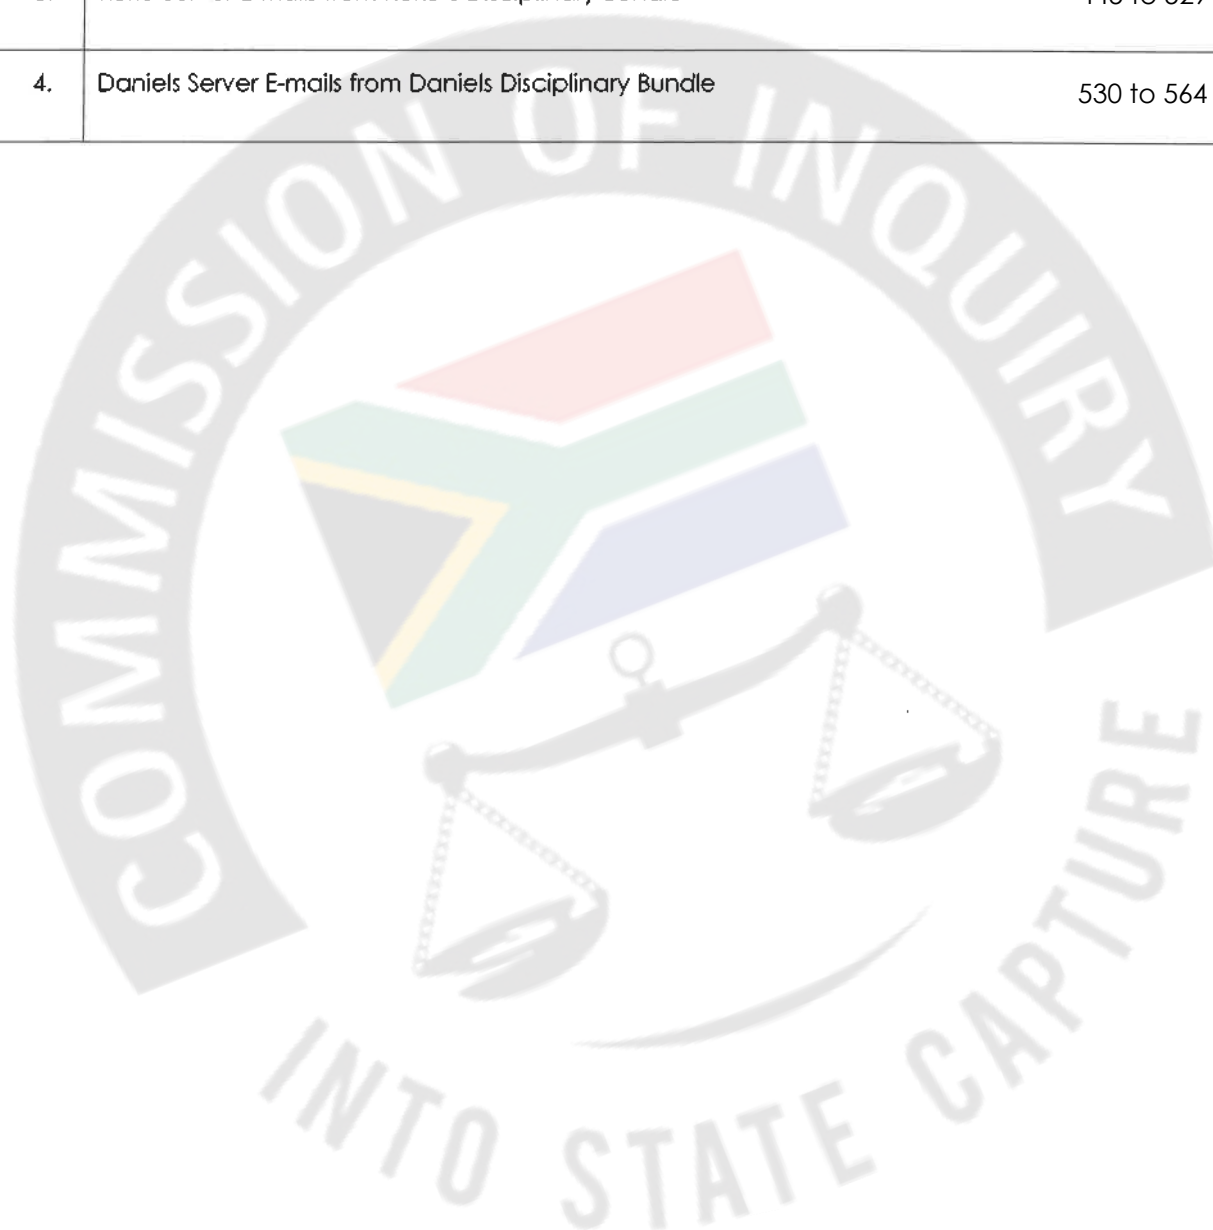 4. Daniels Server E-mails from Daniels Disciplinary Bundle 530 to 564
COMMISSION OF INQUIRY
INTO STATE CAPTURE